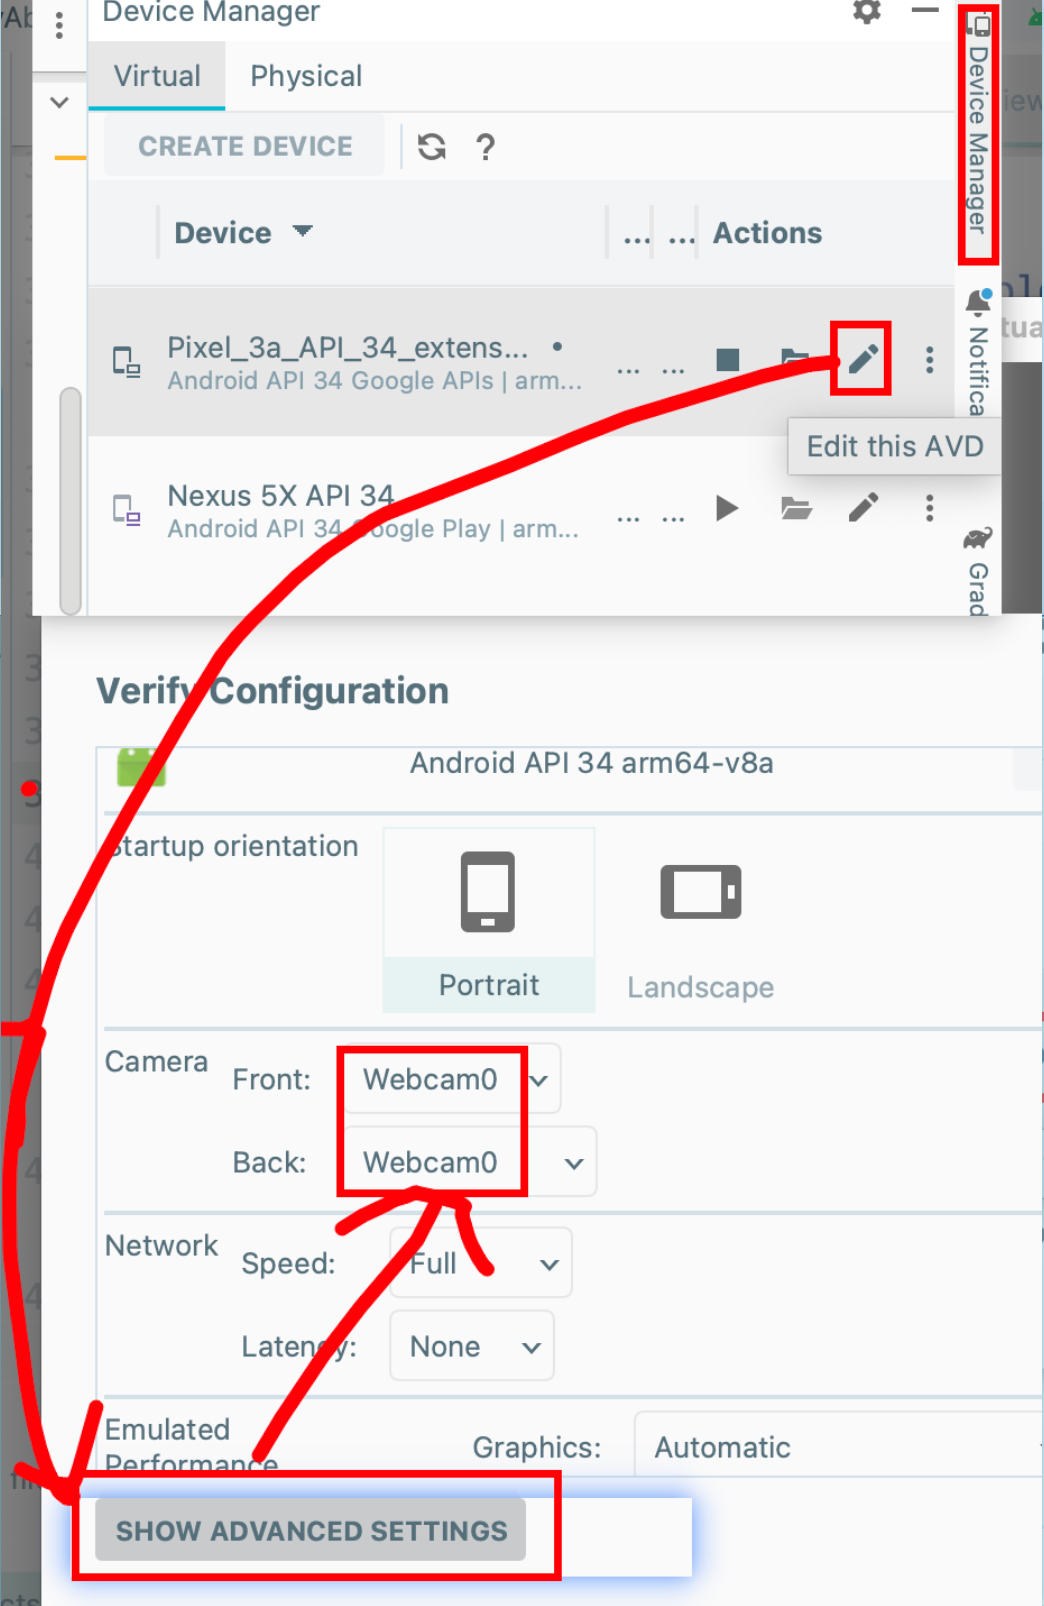 Device Manager
Virtual
Physical
CREATE DEVICE
?
Device
...
...
Actions
Pixel_3a_API_34_extens...
Android API 34 Google APIs | arm...
...
...
Edit this AVD
Nexus 5X API 34
Android API 34 Google Play | arm...
...
...
Device Manager
Notifica
Grad
Verify Configuration
Android API 34 arm64-v8a
Startup orientation
Portrait
Landscape
Camera
Front:
Webcam0
Back:
Webcam0
Network
Speed:
Full
Latency:
None
Emulated
Performance
Graphics:
Automatic
SHOW ADVANCED SETTINGS